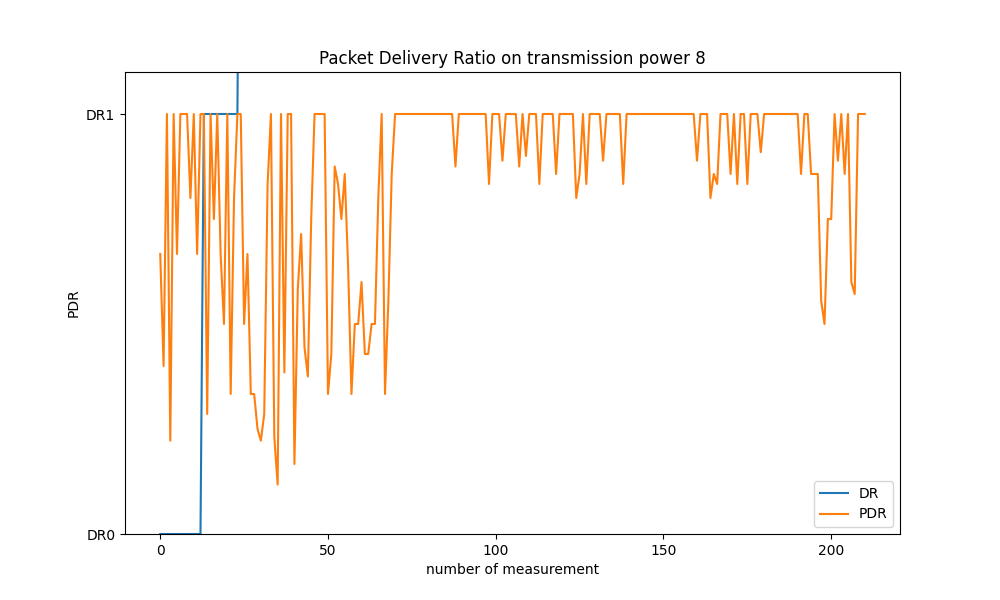 Packet Delivery Ratio on transmission power 8
DR1
PDR
DR0
0
50
100
150
200
number of measurement
DR
PDR